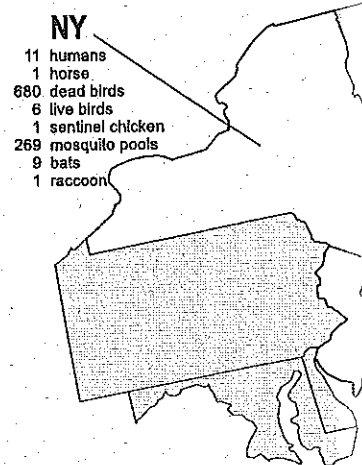 NY
11 humans
1 horse
680 dead birds
6 live birds
1 sentinel chicken
269 mosquito pools
9 bats
1 raccoon